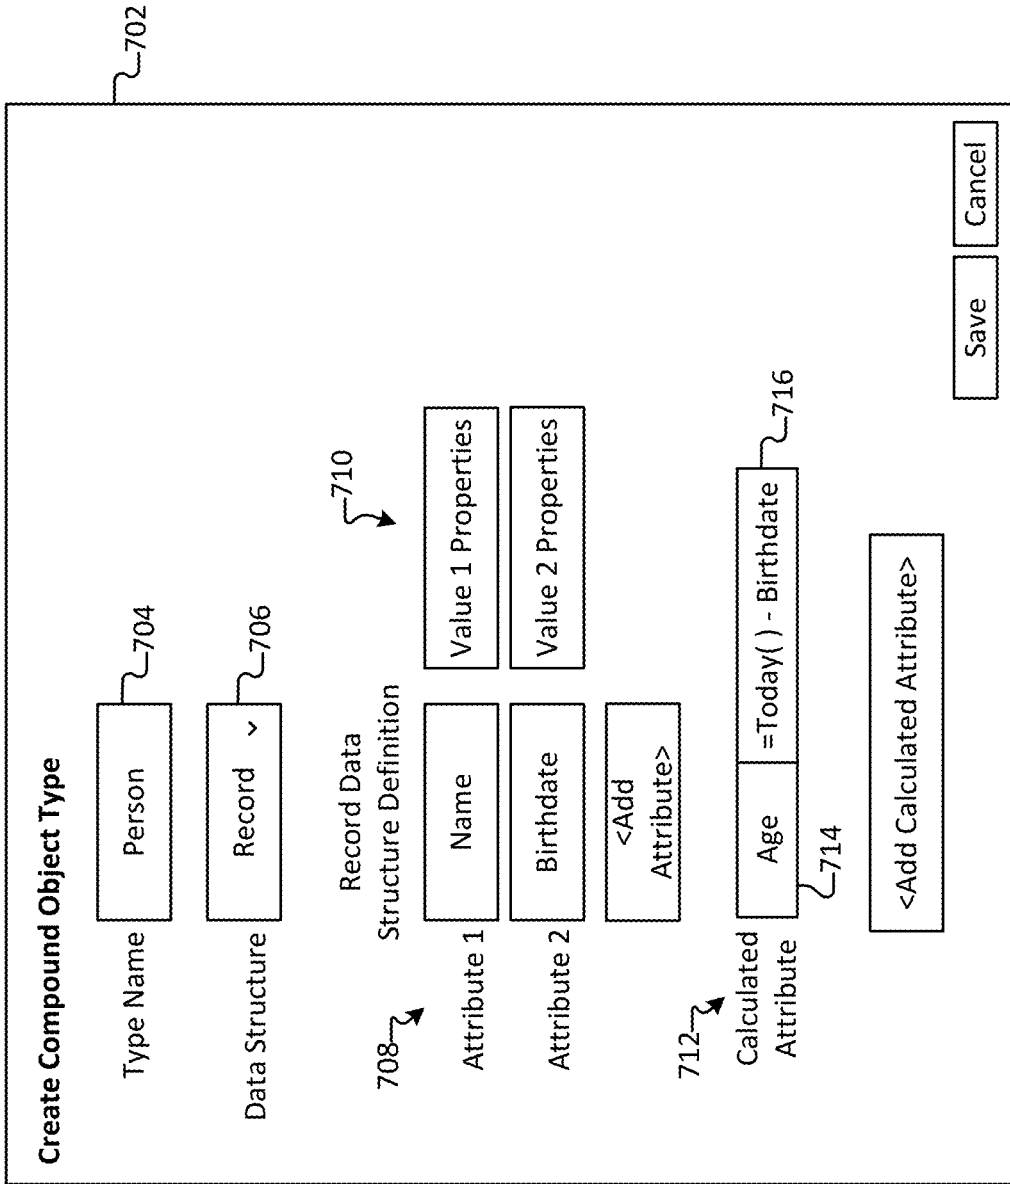 702
Create Compound Object Type
Type Name
Person
704
Data Structure
Record
706
708
Record Data
Structure Definition
710
Attribute 1
Name
Value 1 Properties
Attribute 2
Birthdate
Value 2 Properties
<Add
Attribute>
712
Calculated
Attribute
Age
=Today( ) - Birthdate
714
716
<Add Calculated Attribute>
Save
Cancel